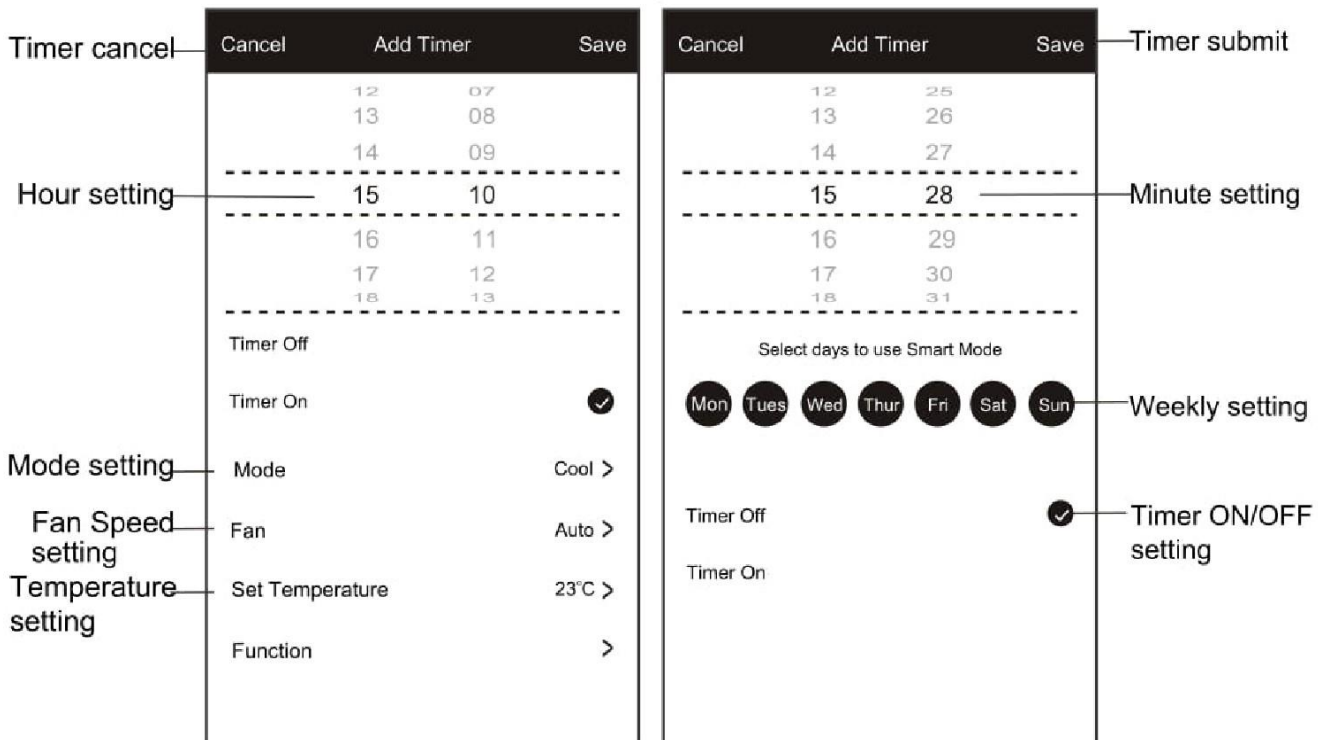 Timer cancel
Cancel Add Timer Save
12 07
13 08
14 09
Hour setting
15 10
16 11
17 12
18 13
Timer Off
Timer On
Mode setting
Mode Cool >
Fan Speed
setting
Fan Auto >
Temperature
setting
Set Temperature 23°C >
Function >
Cancel Add Timer Save
Timer submit
12 25
13 26
14 27
15 28
Minute setting
16 29
17 30
18 31
Select days to use Smart Mode
Mon Tues Wed Thur Fri Sat Sun
Weekly setting
Timer Off
Timer ON/OFF
setting
Timer On